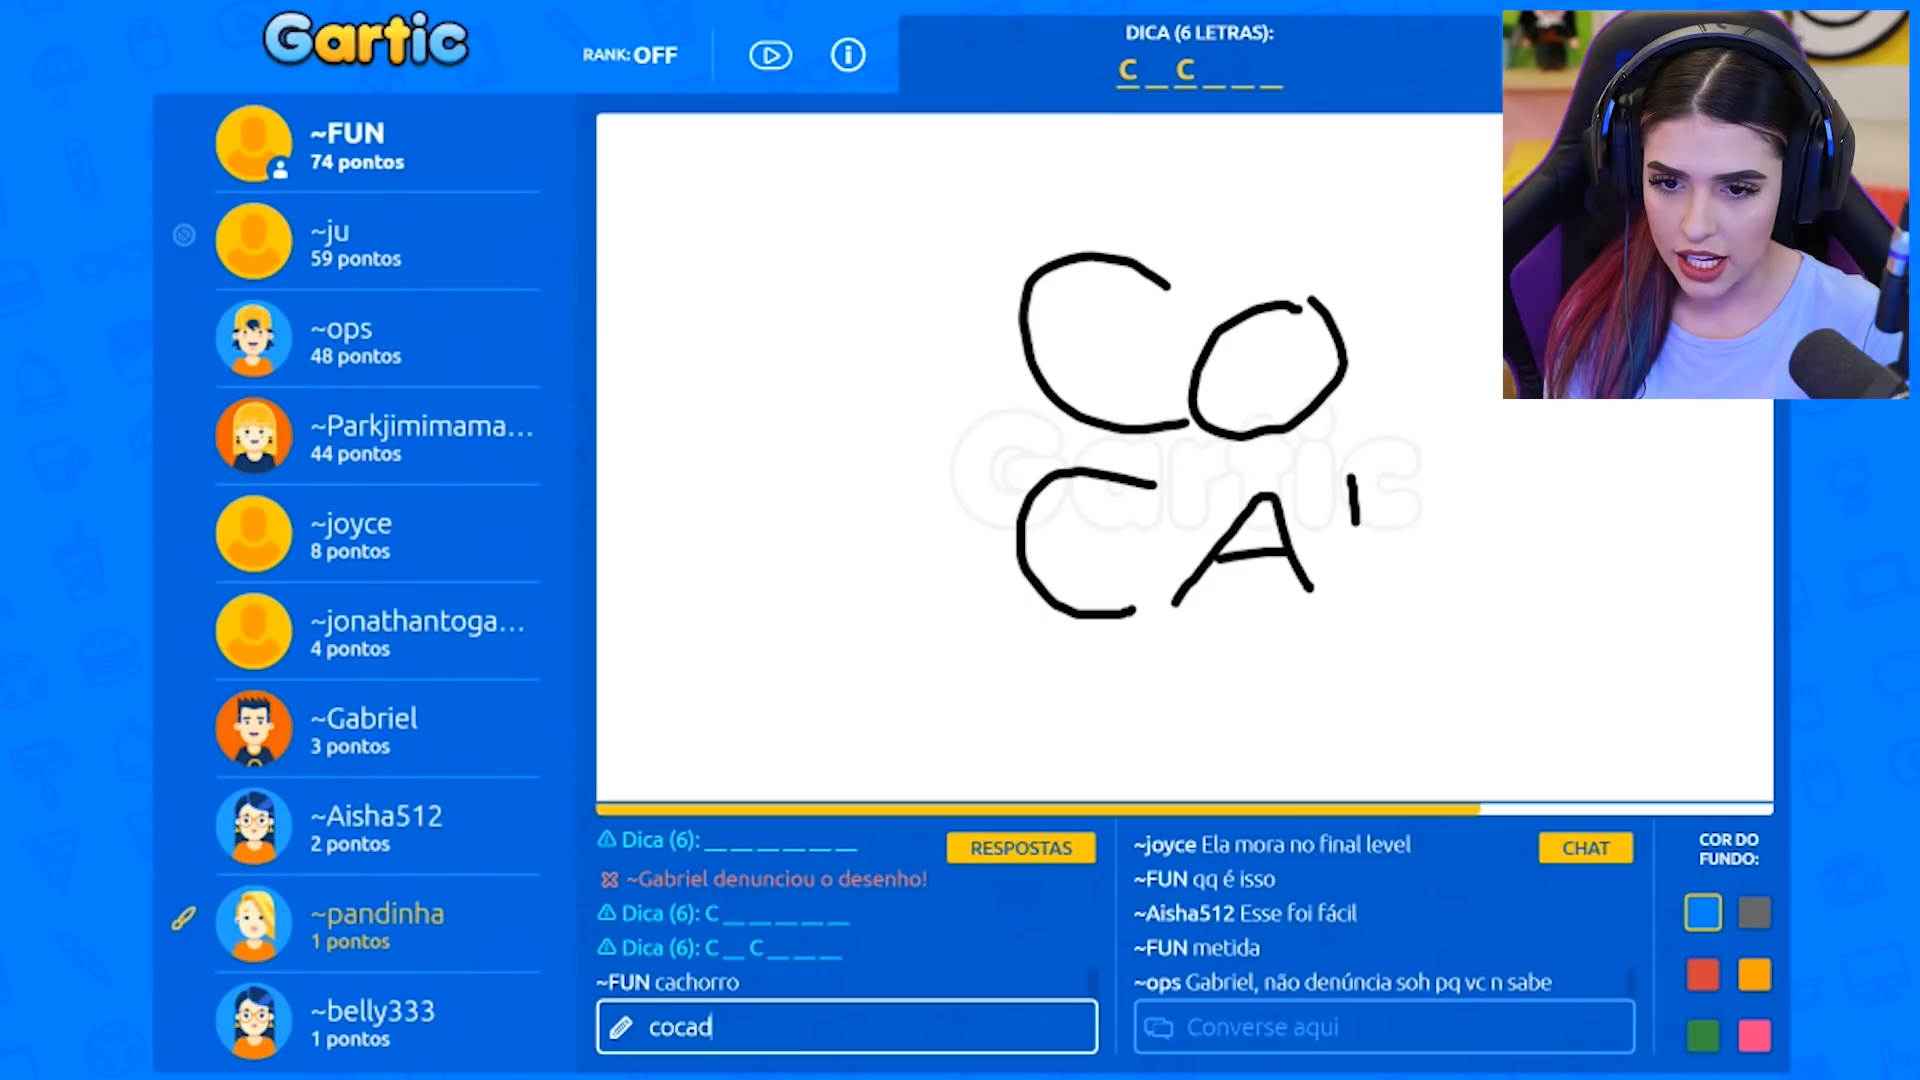 Gartic
RANK: OFF
DICA (6 LETRAS):
C _ C _ _ _
~FUN
74 pontos
~ju
59 pontos
~ops
48 pontos
~Parkjimimama...
44 pontos
~joyce
8 pontos
~jonathantoga...
4 pontos
~Gabriel
3 pontos
~Aisha512
2 pontos
~pandinha
1 pontos
~belly333
1 pontos
CO
CA'
Gartic
Dica (6): _ _ _ _ _ _
RESPOSTAS
~Gabriel denunciou o desenho!
Dica (6): C _ _ _ _ _
Dica (6): C _ C _ _ _
~FUN cachorro
cocad
~joyce Ela mora no final level
CHAT
~FUN qq é isso
~Aisha512 Esse foi fácil
~FUN metida
~ops Gabriel, não denúncia soh pq vc n sabe
Converse aqui
COR DO
FUNDO: